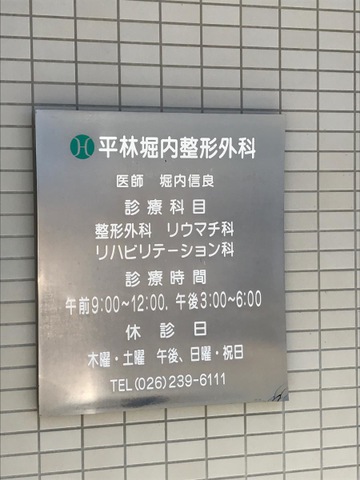 平林堀内整形外科
医師 堀内信良
診療科目
整形外科 リウマチ科
リハビリテーション科
診療時間
午前9:00~12:00. 午後3:00~6:00
休診日
木曜・土曜 午後、日曜・祝日
TEL(026)239-6111